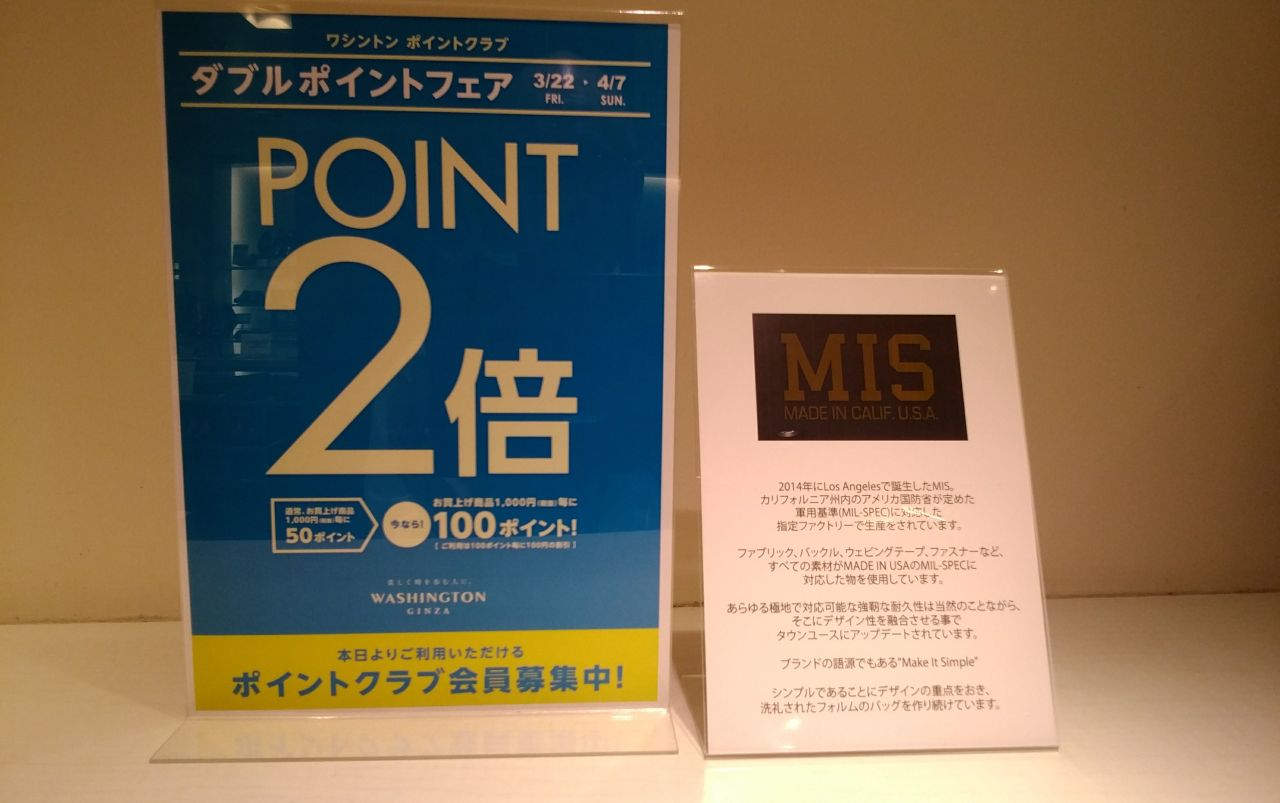 ワシントン ポイントクラブ
ダブルポイントフェア 3/22 FRI. ・ 4/7 SUN.
POINT
2倍
通常、お買上げ商品
1,000円(税抜)毎に
50ポイント
今なら!
お買上げ商品1,000円(税抜)毎に
100ポイント!
[ ご利用は100ポイント毎に100円の割引 ]
楽しく時を歩む人に。
WASHINGTON
GINZA
本日よりご利用いただける
ポイントクラブ会員募集中!
MIS
MADE IN CALIF. U.S.A.
2014年にLos Angelesで誕生したMIS。
カリフォルニア州内のアメリカ国防省が定めた
軍用基準(MIL-SPEC)に対応した
指定ファクトリーで生産をされています。
ファブリック、バックル、ウェビングテープ、ファスナーなど、
すべての素材がMADE IN USAのMIL-SPECに
対応した物を使用しています。
あらゆる極地で対応可能な強靭な耐久性は当然のことながら、
そこにデザイン性を融合させる事で
タウンユースにアップデートされています。
ブランドの語源でもある"Make It Simple"
シンプルであることにデザインの重点をおき、
洗礼されたフォルムのバッグを作り続けています。